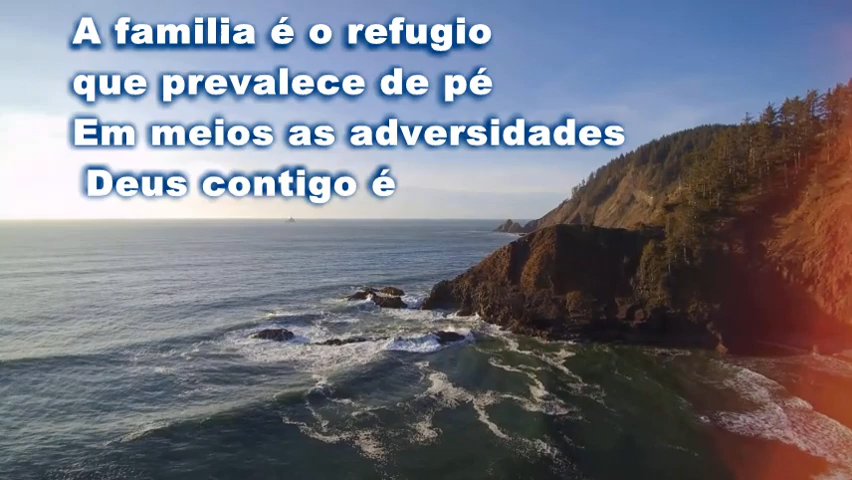 A familia é o refugio
que prevalece de pé
Em meios as adversidades
Deus contigo é